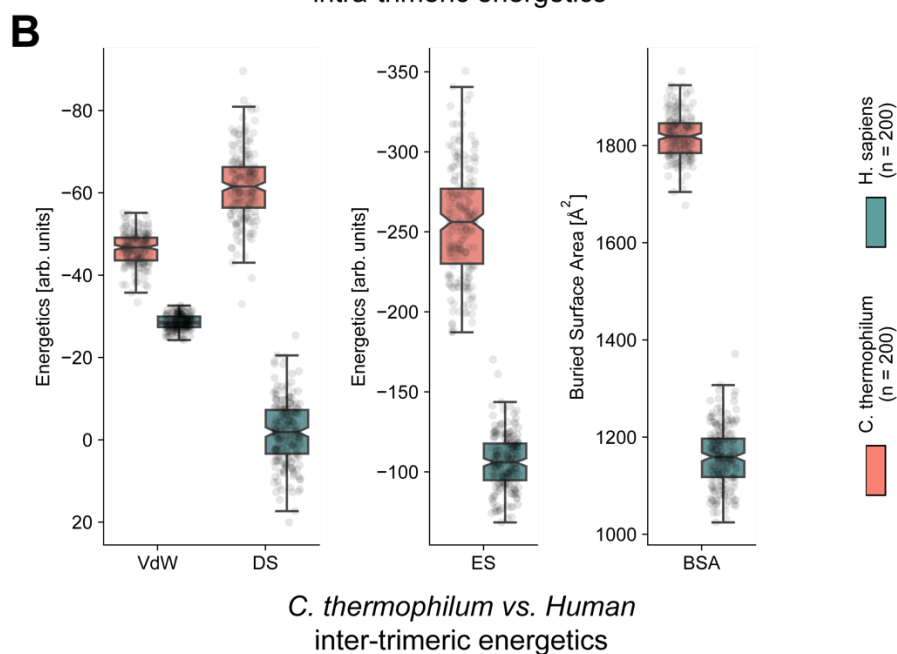 intra-trimeric energetics
B
Energetics [arb. units]
−80
−60
−40
−20
0
20
VdW
DS
Energetics [arb. units]
−350
−300
−250
−200
−150
−100
ES
Buried Surface Area [Å²]
1800
1600
1400
1200
1000
BSA
H. sapiens
(n = 200)
C. thermophilum
(n = 200)
C. thermophilum vs. Human
inter-trimeric energetics